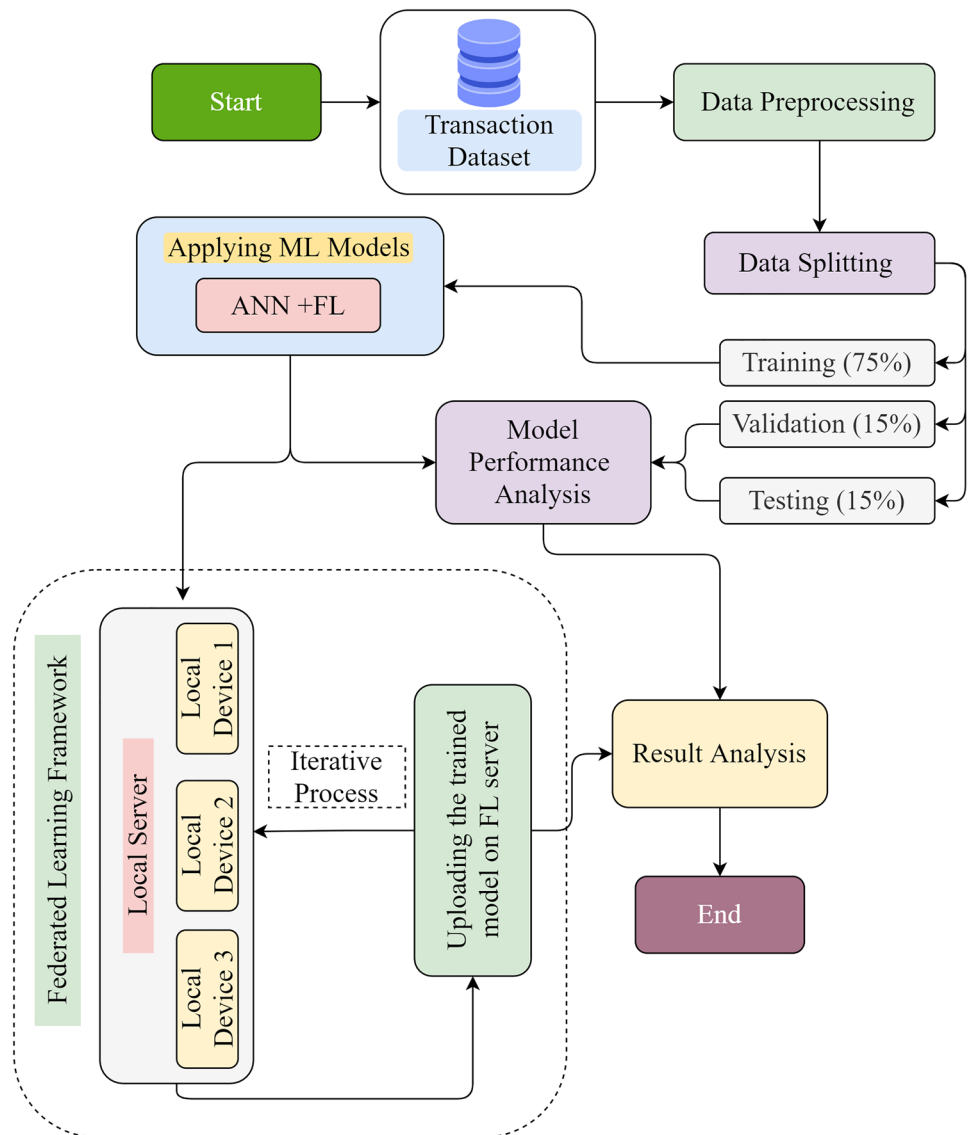 Start
Transaction
Dataset
Data Preprocessing
Applying ML Models
ANN +FL
Data Splitting
Training (75%)
Validation (15%)
Testing (15%)
Model
Performance
Analysis
Federated Learning Framework
Local Server
Local
Device 1
Local
Device 2
Local
Device 3
Iterative
Process
Uploading the trained
model on FL server
Result Analysis
End